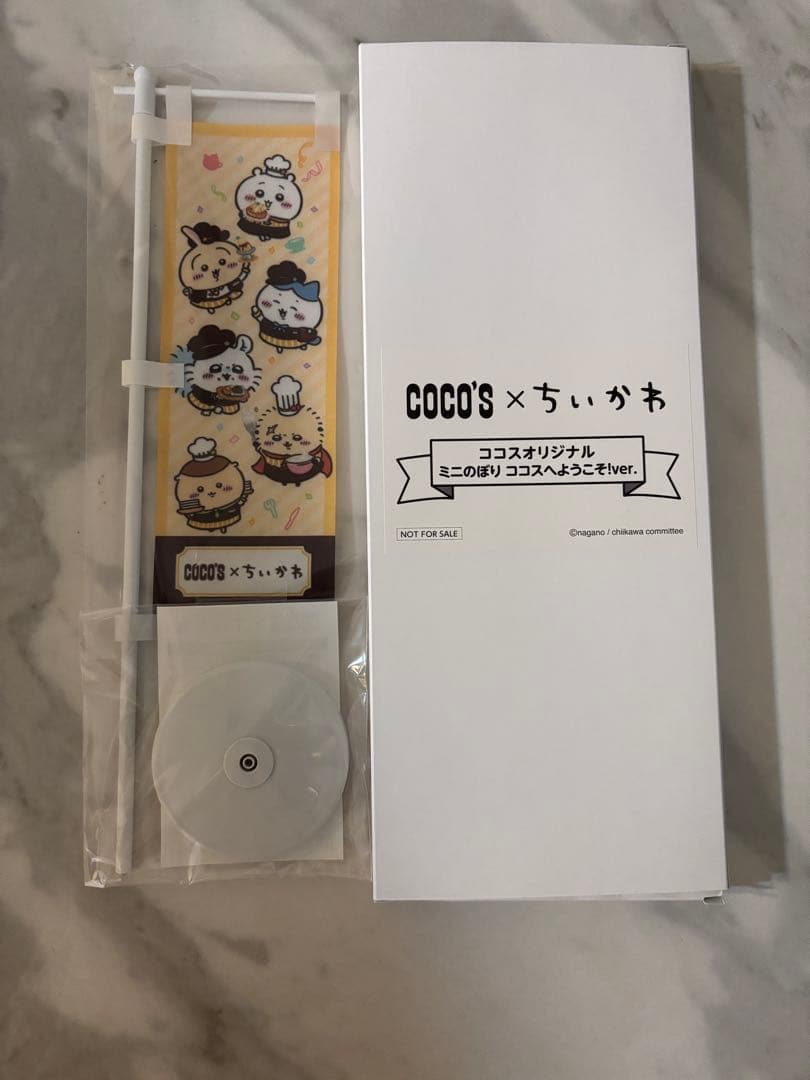 COCO'S×ちいかわ
COCO'S×ちいかわ
ココスオリジナル
ミニのぼり ココスへようこそ!ver.
NOT FOR SALE
©nagano / chiikawa committee